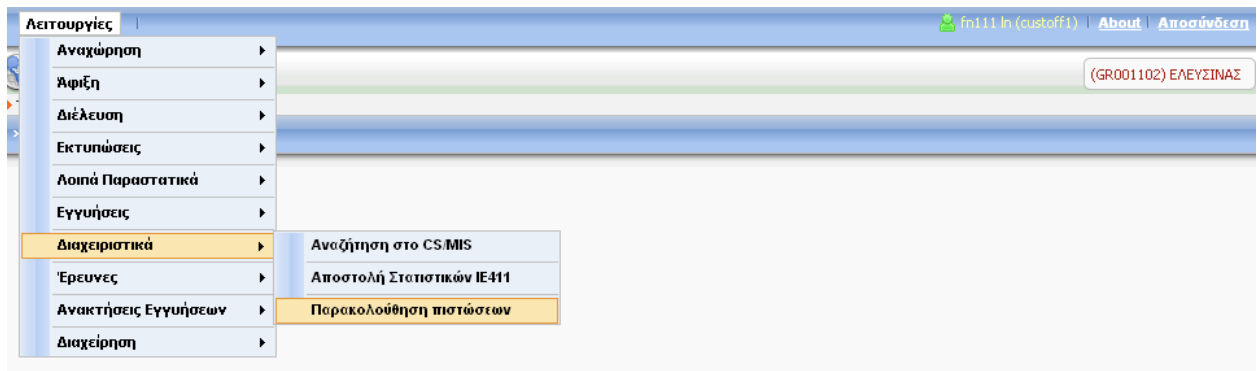 Λειτουργίες
fn111 ln (custoff1) | About | Αποσύνδεση
Αναχώρηση
Άφιξη
(GR001102) ΕΛΕΥΣΙΝΑΣ
Διέλευση
Εκτυπώσεις
Λοιπά Παραστατικά
Εγγυήσεις
Διαχειριστικά
Αναζήτηση στο CS/MIS
Έρευνες
Αποστολή Στατιστικών ΙΕ411
Ανακτήσεις Εγγυήσεων
Παρακολούθηση πιστώσεων
Διαχείρηση